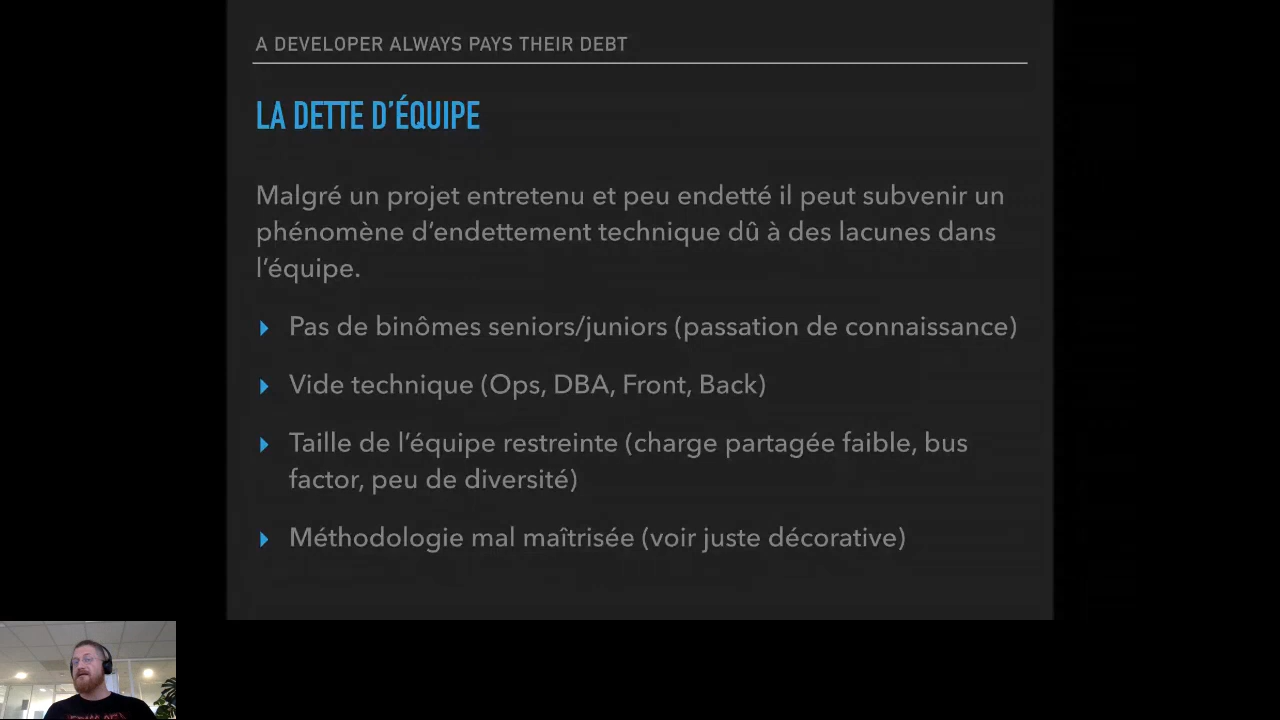 A DEVELOPER ALWAYS PAYS THEIR DEBT
LA DETTE D'ÉQUIPE
Malgré un projet entretenu et peu endetté il peut subvenir un
phénomène d'endettement technique dû à des lacunes dans
l'équipe.
Pas de binômes seniors/juniors (passation de connaissance)
Vide technique (Ops, DBA, Front, Back)
Taille de l'équipe restreinte (charge partagée faible, bus
factor, peu de diversité)
Méthodologie mal maîtrisée (voir juste décorative)